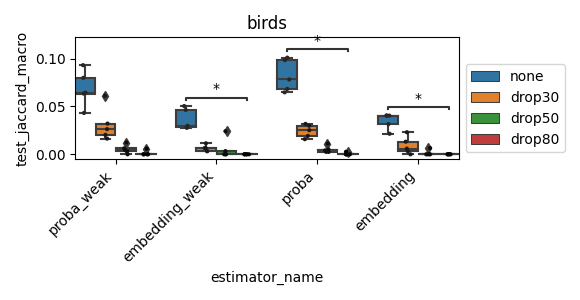 birds
test_jaccard_macro
0.10
0.05
0.00
*
*
*
proba_weak
embedding_weak
proba
embedding
estimator_name
none
drop30
drop50
drop80